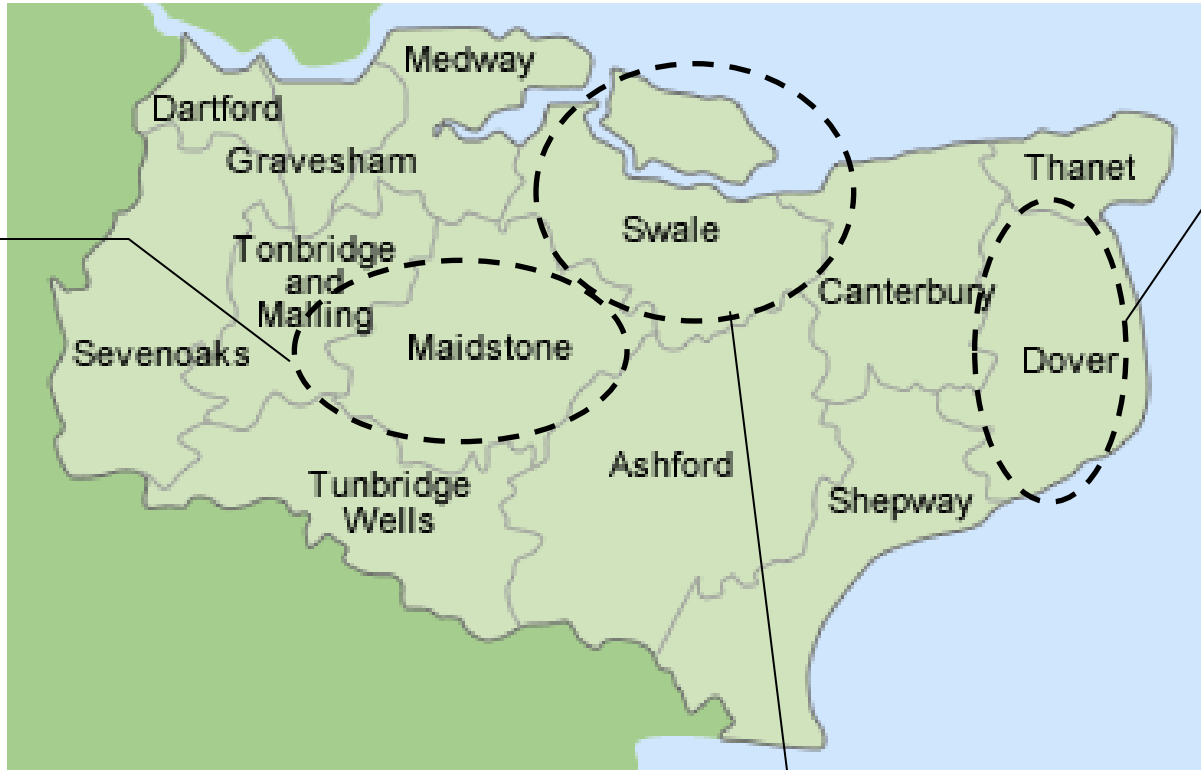 Medway
Dartford
Gravesham
Thanet
Swale
Tonbridge
and
Malling
Canterbury
Sevenoaks
Maidstone
Dover
Ashford
Tunbridge
Wells
Shepway